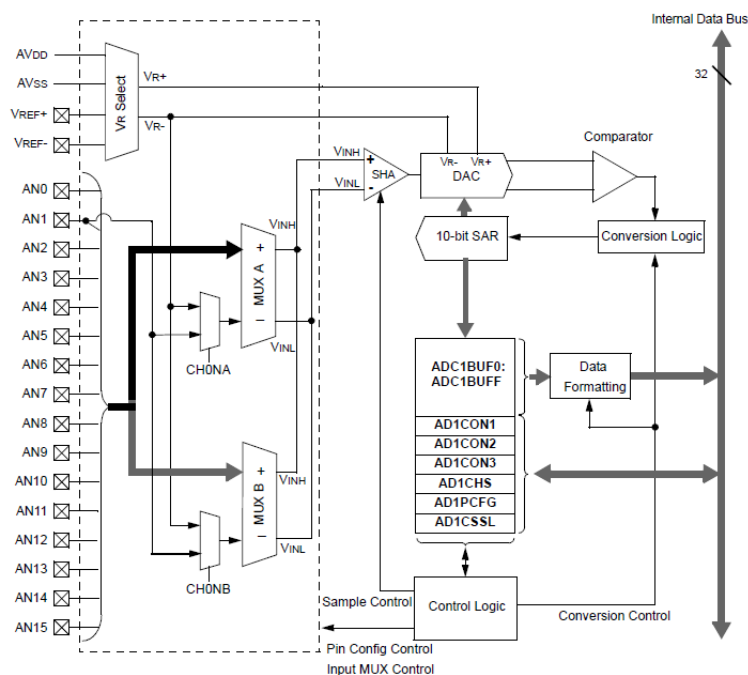 Internal Data Bus
AVDD
AVSS
VREF+
VREF-
VR Select
VR+
VR-
32
Comparator
VINH
VINL
+
-
SHA
VR-
VR+
DAC
AN0
AN1
AN2
AN3
AN4
AN5
AN6
AN7
AN8
AN9
AN10
AN11
AN12
AN13
AN14
AN15
10-bit SAR
Conversion Logic
VINH
+
MUX A
−
VINL
CH0NA
ADC1BUF0:
ADC1BUFF
Data
Formatting
AD1CON1
AD1CON2
AD1CON3
AD1CHS
AD1PCFG
AD1CSSL
+
MUX B
−
VINH
VINL
CH0NB
Sample Control
Control Logic
Conversion Control
Pin Config Control
Input MUX Control